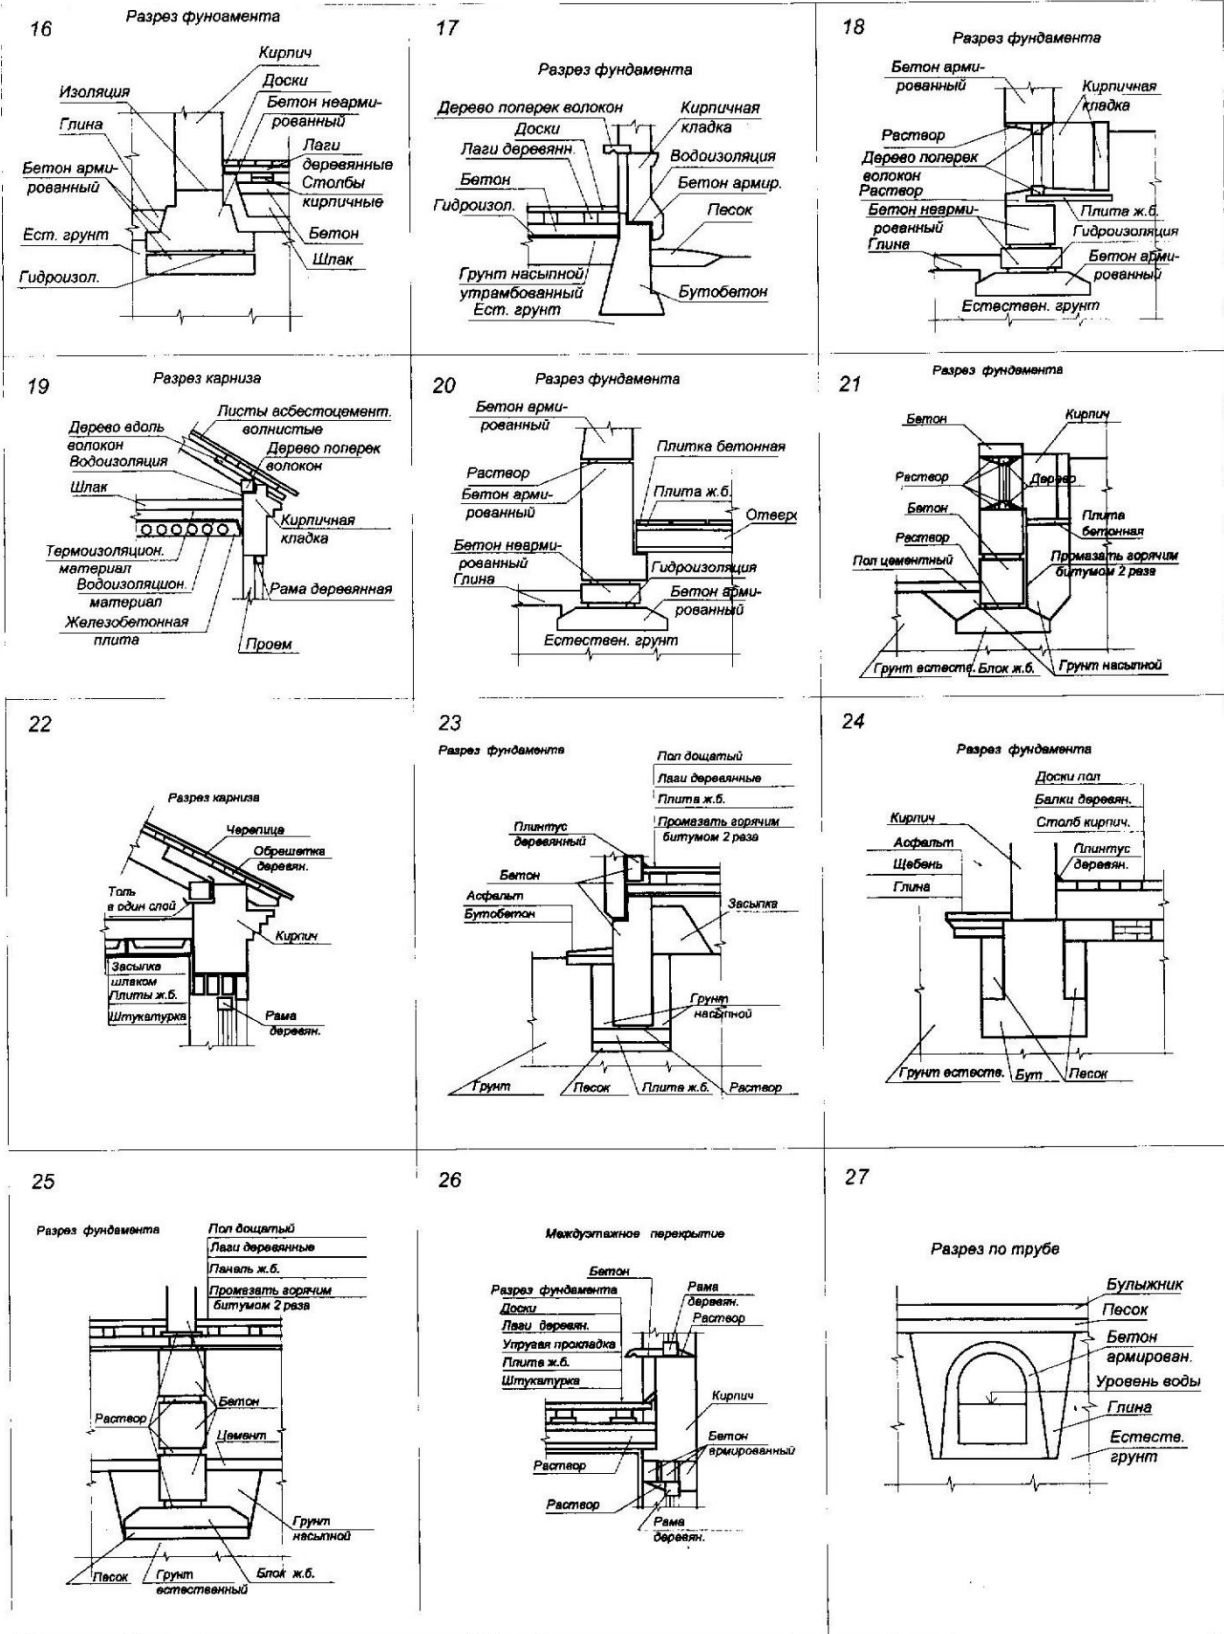 16
Разрез фуноамента
Кирпич
Доски
Изоляция
Бетон неарми-
рованный
Глина
Лаги
деревянные
Бетон арми-
рованный
Столбы
кирпичные
Ест. грунт
Бетон
Шлак
Гидроизол.
17
Разрез фундамента
Дерево поперек волокон
Кирпичная
кладка
Доски
Лаги деревянн.
Водоизоляция
Бетон
Бетон армир.
Гидроизол.
Песок
Грунт насыпной
утрамбованный
Бутобетон
Ест. грунт
18
Разрез фундамента
Бетон арми-
рованный
Кирпичная
кладка
Раствор
Дерево поперек
волокон
Раствор
Плита ж.б.
Бетон неарми-
рованный
Гидроизоляция
Глина
Бетон арми-
рованный
Естествен. грунт
19
Разрез карниза
Листы асбестоцемент.
волнистые
Дерево вдоль
волокон
Дерево поперек
волокон
Водоизоляция
Шлак
Кирпичная
кладка
Термоизоляцион.
материал
Водоизоляцион.
материал
Рама деревянная
Железобетонная
плита
Проем
20
Разрез фундамента
Бетон арми-
рованный
Плитка бетонная
Раствор
Бетон арми-
рованный
Плита ж.б.
Отверс
Бетон неарми-
рованный
Гидроизоляция
Глина
Бетон арми-
рованный
Естествен. грунт
21
Разрез фундамента
Бетон
Кирпич
Раствор
Дерево
Бетон
Плита
бетонная
Раствор
Пол цементный
Промазать горячим
битумом 2 раза
Грунт естеств.
Блок ж.б.
Грунт насыпной
22
Разрез карниза
Черепица
Обрешетка
деревян.
Толь
в один слой
Кирпич
Засыпка
шлаком
Плиты ж.б.
Штукатурка
Рама
деревян.
23
Разрез фундамента
Пол дощатый
Лаги деревянные
Плита ж.б.
Промазать горячим
битумом 2 раза
Плинтус
деревянный
Бетон
Асфальт
Бутобетон
Засыпка
Грунт
насыпной
Грунт
Песок
Плита ж.б.
Раствор
24
Разрез фундамента
Доски пол
Балки деревян.
Столб кирпич.
Кирпич
Асфальт
Плинтус
деревян.
Щебень
Глина
Грунт естеств.
Бут
Песок
25
Разрез фундамента
Пол дощатый
Лаги деревянные
Панель ж.б.
Промазать горячим
битумом 2 раза
Раствор
Бетон
Цемент
Грунт
насыпной
Песок
Грунт
естественный
Блок ж.б.
26
Междуэтажное перекрытие
Бетон
Разрез фундамента
Рама
деревян.
Доски
Раствор
Лаги деревян.
Упругая прокладка
Плита ж.б.
Штукатурка
Кирпич
Бетон
армированный
Раствор
Раствор
Рама
деревян.
27
Разрез по трубе
Булыжник
Песок
Бетон
армирован.
Уровень воды
Глина
Естеств.
грунт